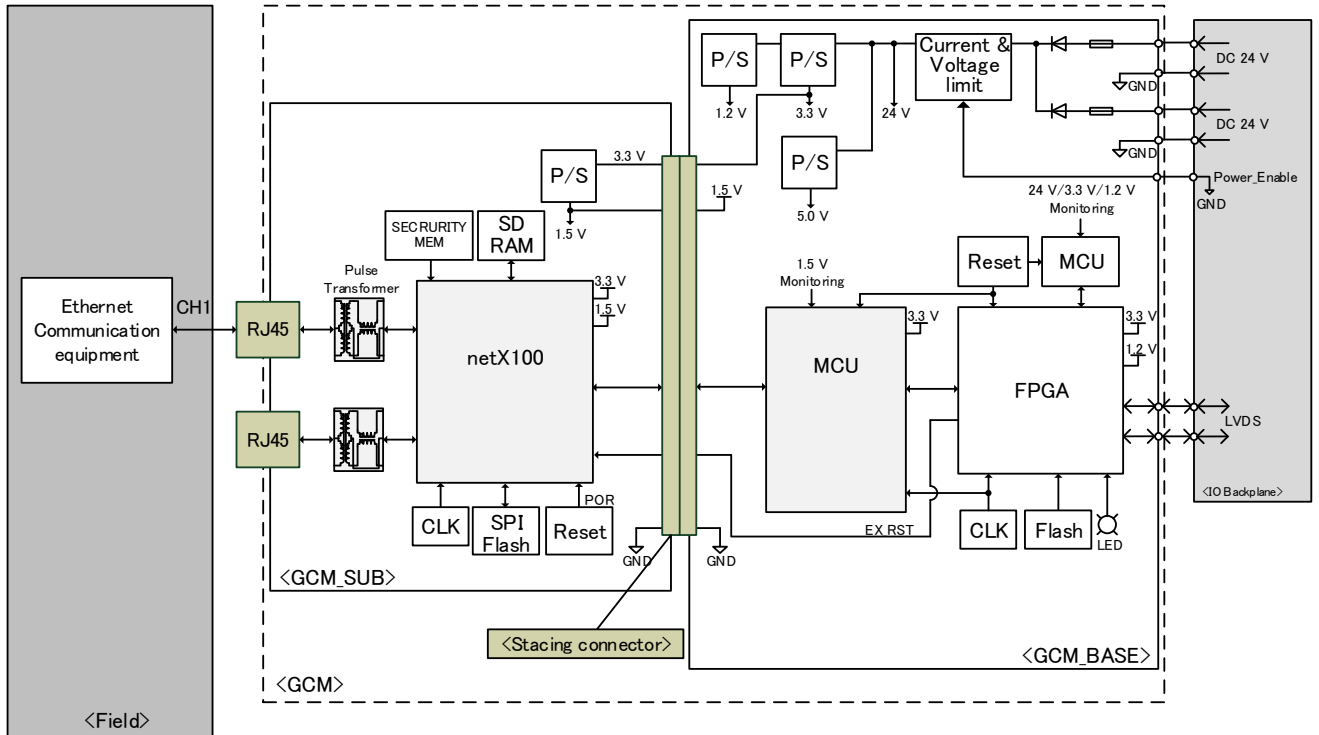 P/S
P/S
Current &
Voltage
limit
DC 24 V
GND
1.2 V
3.3 V
24 V
DC 24 V
GND
P/S
3.3 V
P/S
1.5 V
5.0 V
24 V/3.3 V/1.2 V
Monitoring
Power_Enable
GND
1.5 V
SECRURITY
MEM
SD
RAM
Reset
MCU
Pulse
Transformer
1.5 V
Monitoring
Ethernet
Communication
equipment
CH1
RJ45
3.3 V
1.5 V
netX100
MCU
3.3 V
FPGA
3.3 V
1.2 V
RJ45
LVDS
POR
CLK
SPI
Flash
Reset
GND
GND
EX RST
CLK
Flash
LED
<IO Backplane>
<GCM_SUB>
<Stacing connector>
<GCM_BASE>
<GCM>
<Field>